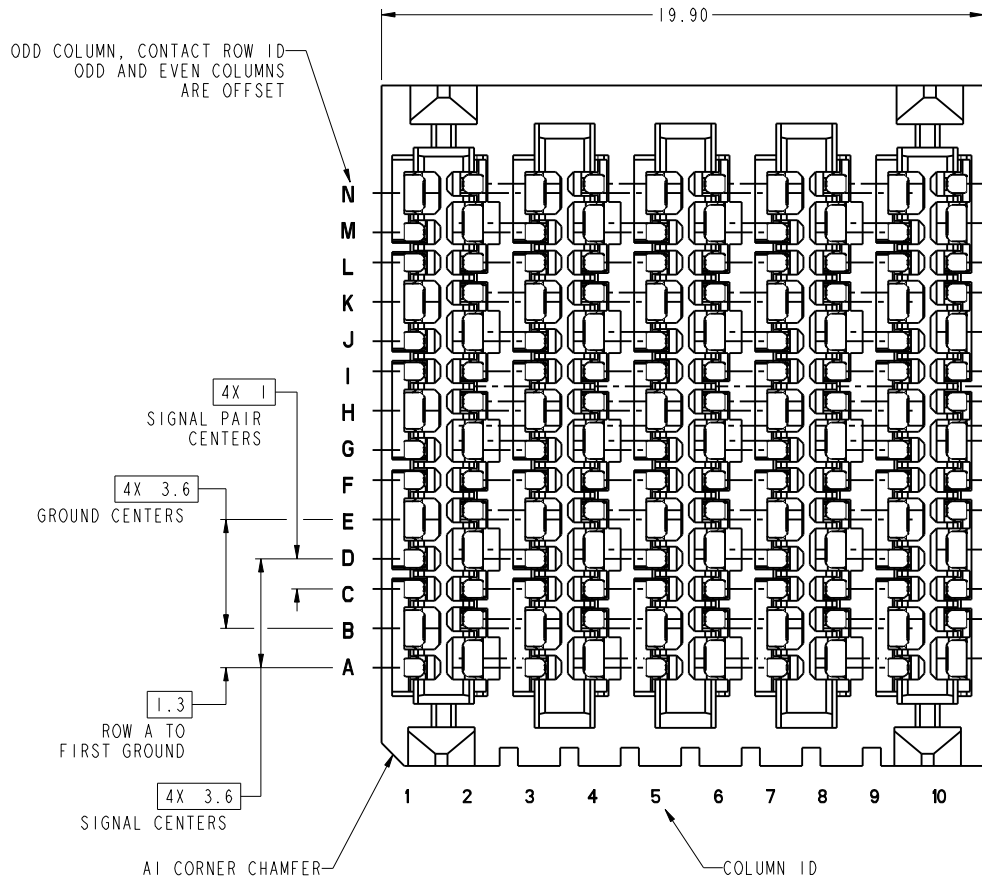 19.90
ODD COLUMN, CONTACT ROW ID
ODD AND EVEN COLUMNS
ARE OFFSET
N
M
L
K
J
I
H
G
F
E
D
C
B
A
4X 1
SIGNAL PAIR
CENTERS
4X 3.6
GROUND CENTERS
1.3
ROW A TO
FIRST GROUND
4X 3.6
SIGNAL CENTERS
1 2 3 4 5 6 7 8 9 10
A1 CORNER CHAMFER
COLUMN ID